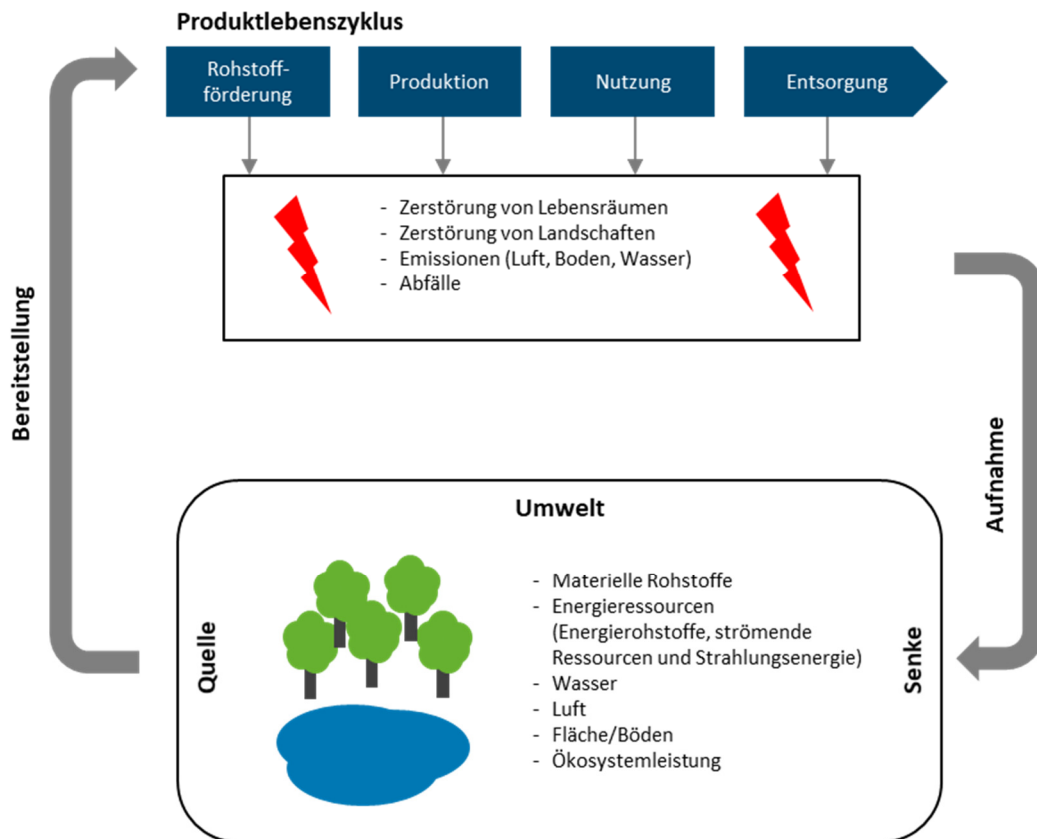 Produktlebenszyklus
Rohstoff-
förderung
Produktion
Nutzung
Entsorgung
- Zerstörung von Lebensräumen
- Zerstörung von Landschaften
- Emissionen (Luft, Boden, Wasser)
- Abfälle
Bereitstellung
Aufnahme
Umwelt
Quelle
- Materielle Rohstoffe
- Energieressourcen
(Energierohstoffe, strömende
Ressourcen und Strahlungsenergie)
- Wasser
- Luft
- Fläche/Böden
- Ökosystemleistung
Senke